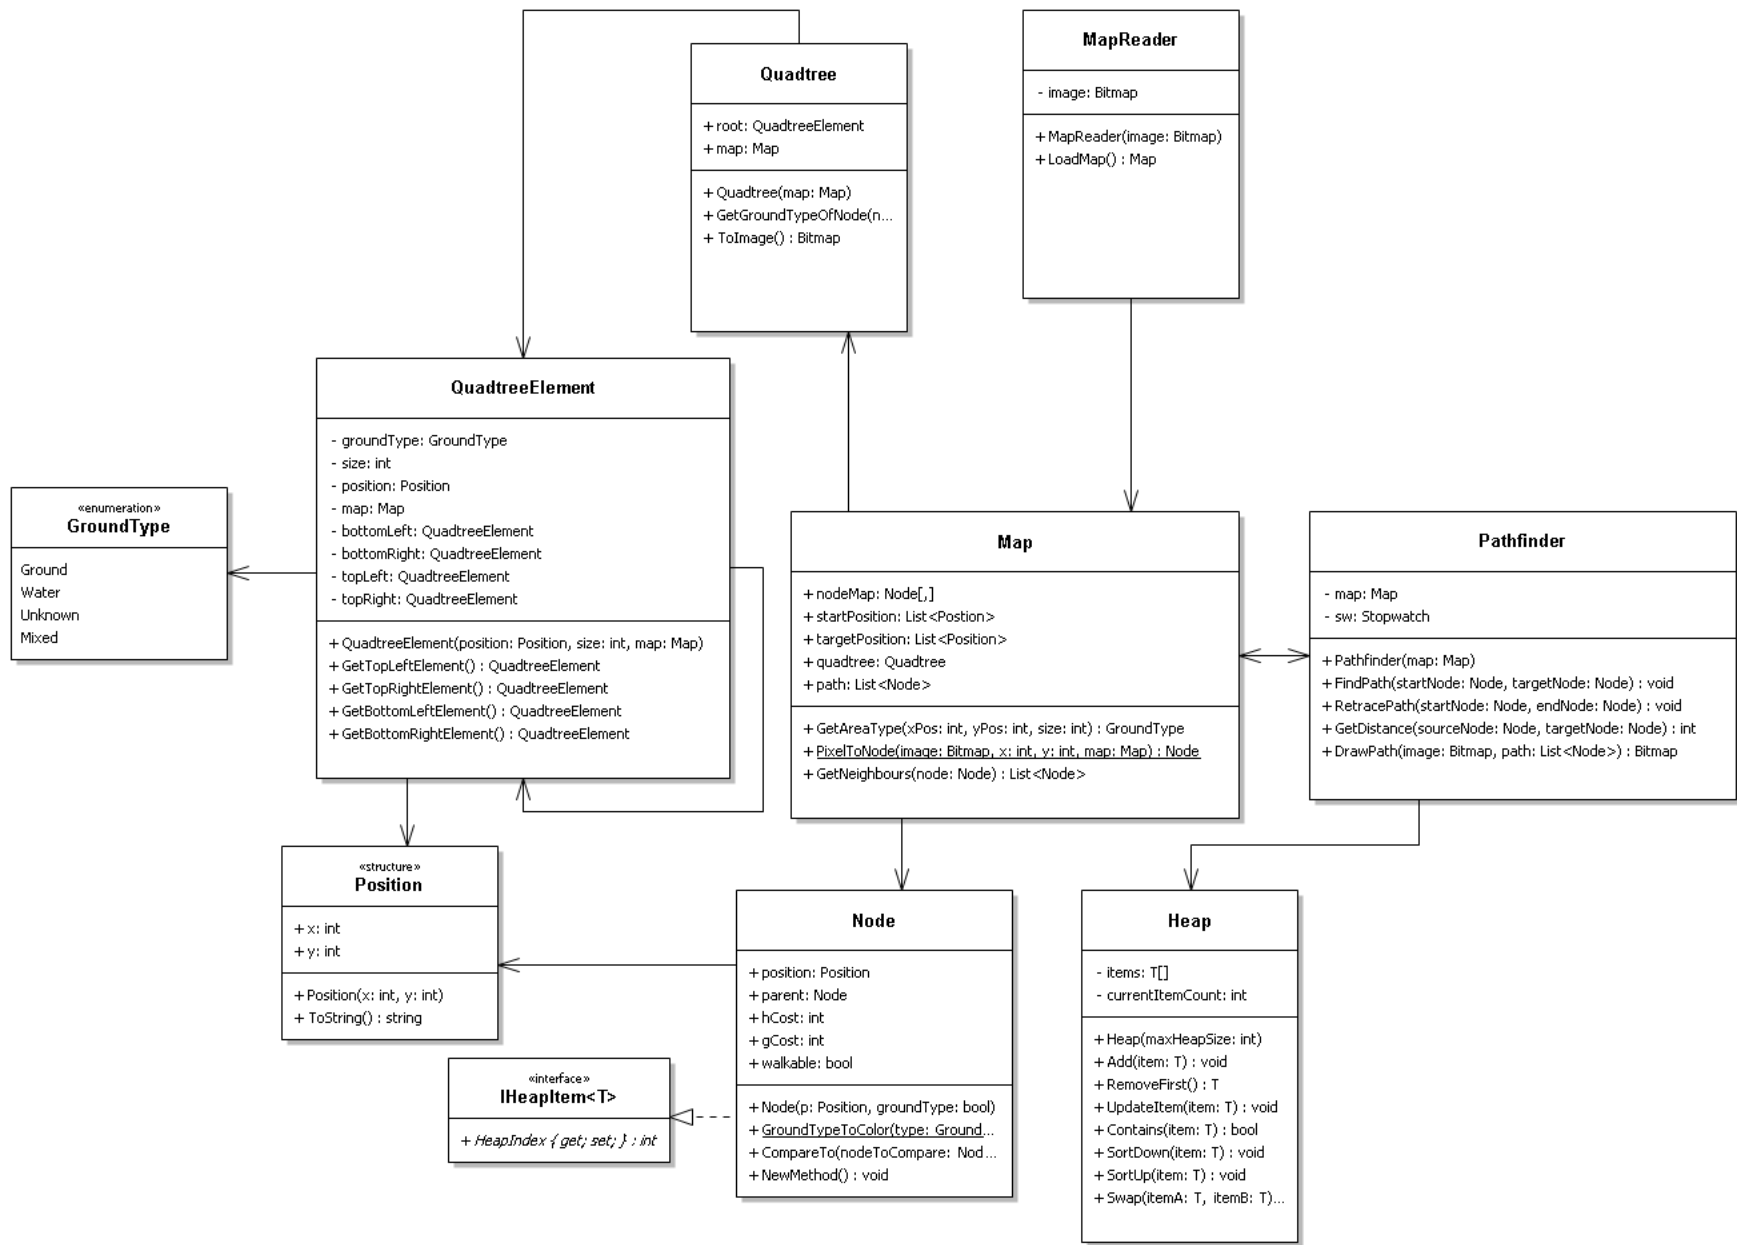 Quadtree
+ root: QuadtreeElement
+ map: Map
+ Quadtree(map: Map)
+ GetGroundTypeOfNode(n...
+ ToImage() : Bitmap
MapReader
- image: Bitmap
+ MapReader(image: Bitmap)
+ LoadMap() : Map
QuadtreeElement
- groundType: GroundType
- size: int
- position: Position
- map: Map
- bottomLeft: QuadtreeElement
- bottomRight: QuadtreeElement
- topLeft: QuadtreeElement
- topRight: QuadtreeElement
+ QuadtreeElement(position: Position, size: int, map: Map)
+ GetTopLeftElement() : QuadtreeElement
+ GetTopRightElement() : QuadtreeElement
+ GetBottomLeftElement() : QuadtreeElement
+ GetBottomRightElement() : QuadtreeElement
«enumeration»
GroundType
Ground
Water
Unknown
Mixed
Map
+ nodeMap: Node[,]
+ startPosition: List<Postion>
+ targetPosition: List<Postion>
+ quadtree: Quadtree
+ path: List<Node>
+ GetAreaType(xPos: int, yPos: int, size: int) : GroundType
+ PixelToNode(image: Bitmap, x: int, y: int, map: Map) : Node
+ GetNeighbours(node: Node) : List<Node>
Pathfinder
- map: Map
- sw: Stopwatch
+ Pathfinder(map: Map)
+ FindPath(startNode: Node, targetNode: Node) : void
+ RetracePath(startNode: Node, endNode: Node) : void
+ GetDistance(sourceNode: Node, targetNode: Node) : int
+ DrawPath(image: Bitmap, path: List<Node>) : Bitmap
«structure»
Position
+ x: int
+ y: int
+ Position(x: int, y: int)
+ ToString() : string
«interface»
IHeapItem<T>
+ HeapIndex { get; set; } : int
Node
+ position: Position
+ parent: Node
+ hCost: int
+ gCost: int
+ walkable: bool
+ Node(p: Position, groundType: bool)
+ GroundTypeToColor(type: Ground...
+ CompareTo(nodeToCompare: Nod...
+ NewMethod() : void
Heap
- items: T[]
- currentItemCount: int
+ Heap(maxHeapSize: int)
+ Add(item: T) : void
+ RemoveFirst() : T
+ UpdateItem(item: T) : void
+ Contains(item: T) : bool
+ SortDown(item: T) : void
+ SortUp(item: T) : void
+ Swap(itemA: T, itemB: T)...